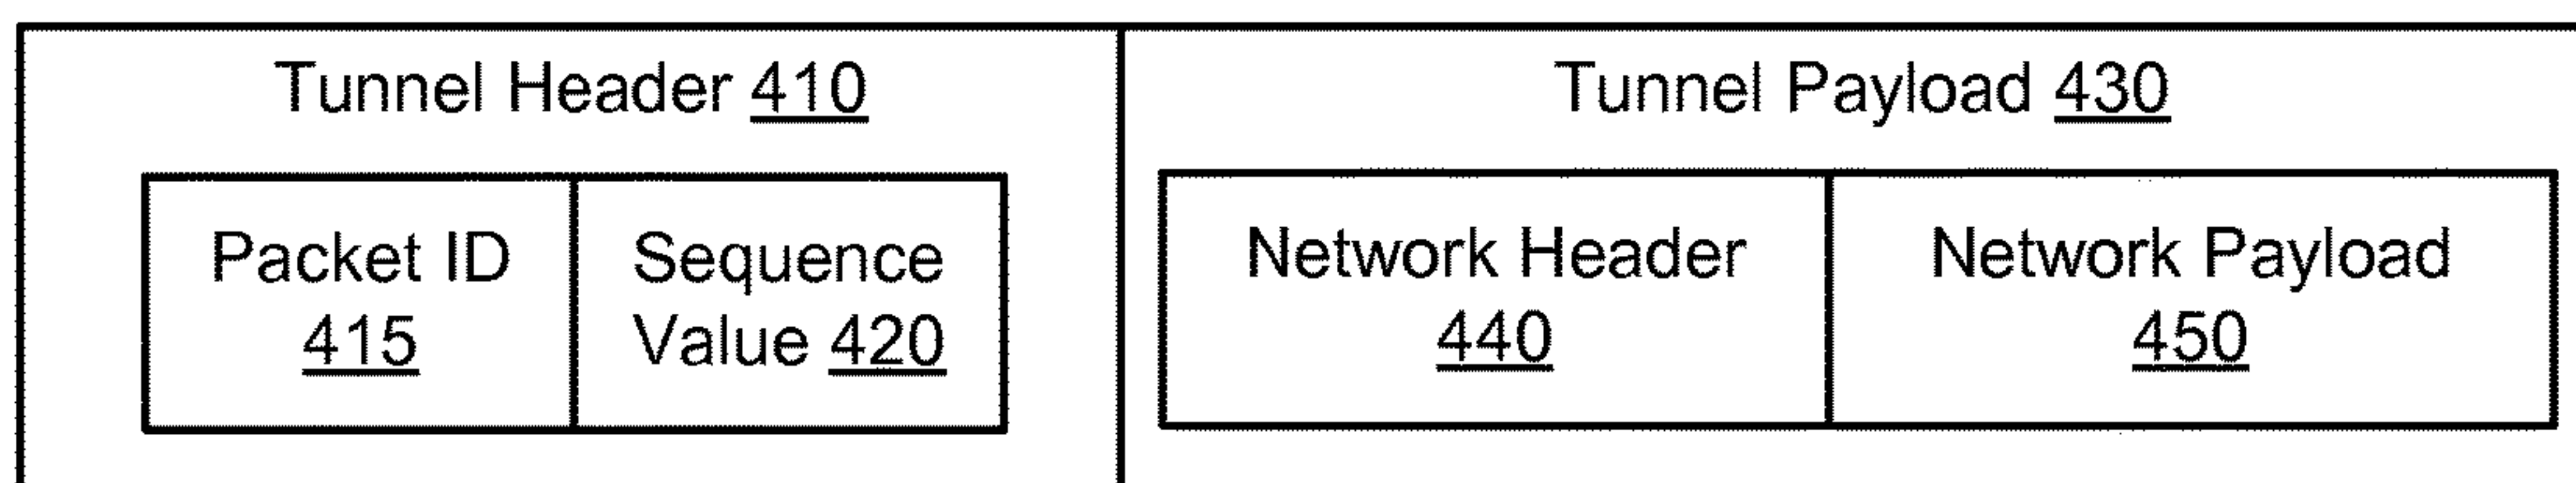 Tunnel Header 410
Tunnel Payload 430
Packet ID
415
Sequence
Value 420
Network Header
440
Network Payload
450